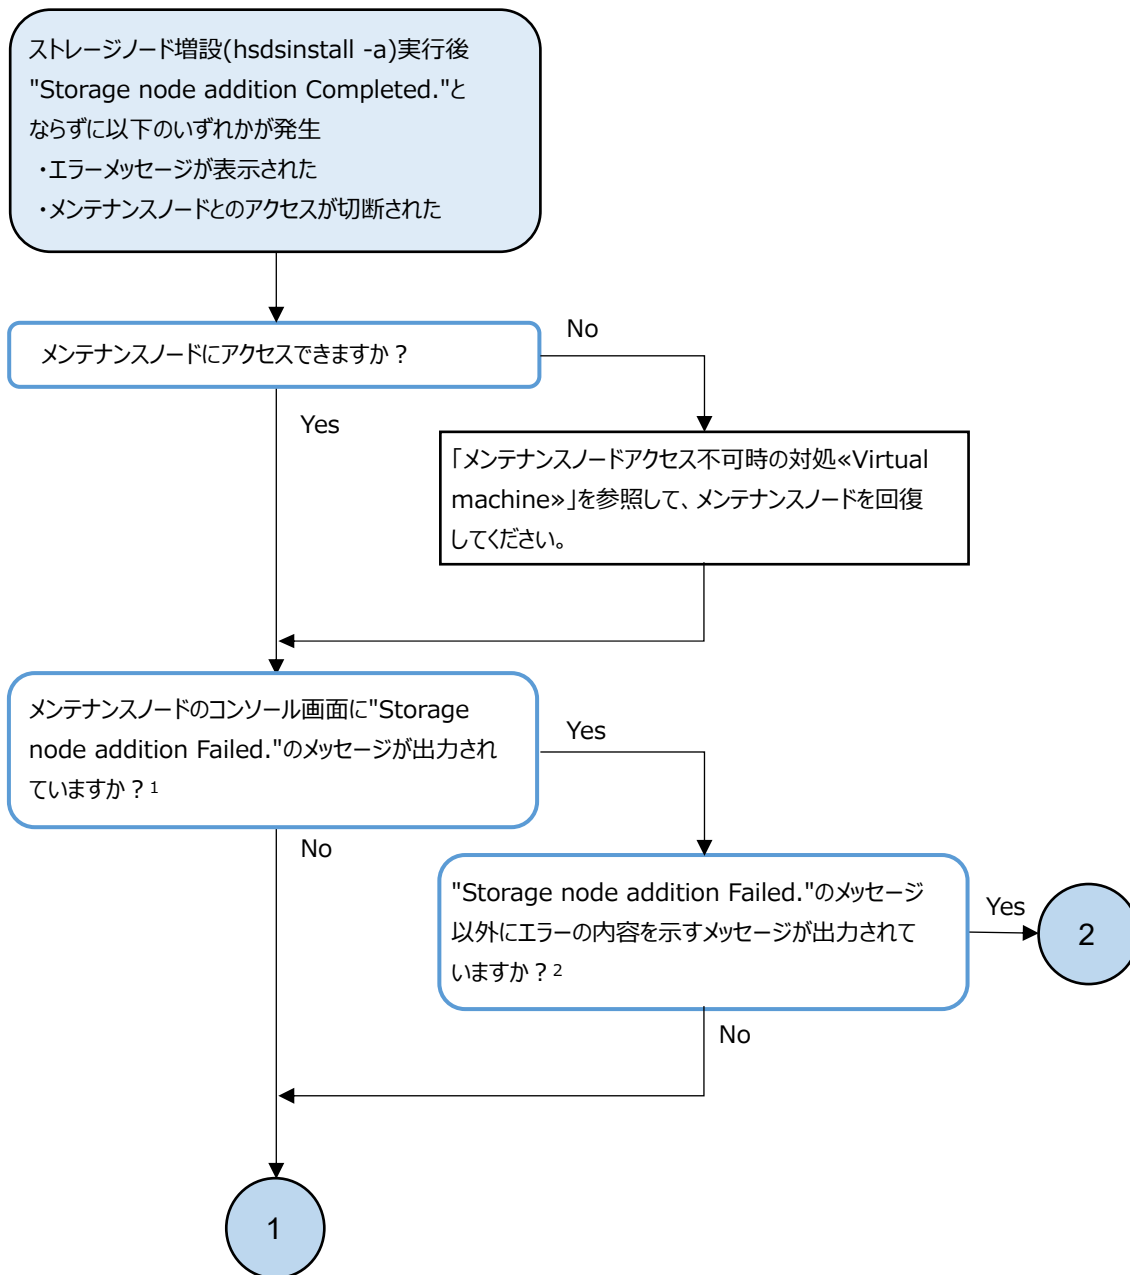 ストレージノード増設(hsdsinstall -a)実行後
"Storage node addition Completed."と
ならずに以下のいずれかが発生
・エラーメッセージが表示された
・メンテナンスノードとのアクセスが切断された
メンテナンスノードにアクセスできますか？
No
Yes
「メンテナンスノードアクセス不可時の対処≪Virtual
machine≫」を参照して、メンテナンスノードを回復
してください。
メンテナンスノードのコンソール画面に"Storage
node addition Failed."のメッセージが出力され
ていますか？1
Yes
No
"Storage node addition Failed."のメッセージ
以外にエラーの内容を示すメッセージが出力されて
いますか？2
Yes
2
No
1